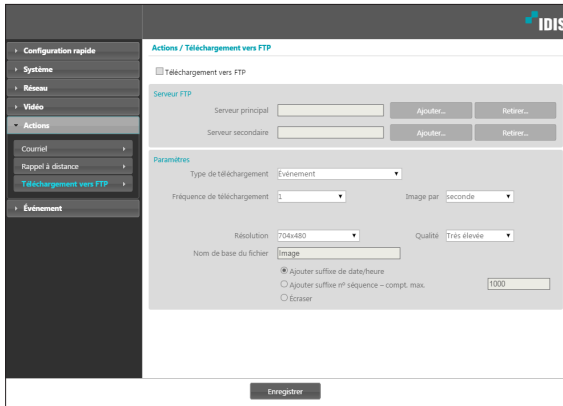 IDIS
Configuration rapide
Système
Réseau
Vidéo
Actions
Courriel
Rappel à distance
Téléchargement vers FTP
Événement
Actions / Téléchargement vers FTP
Téléchargement vers FTP
Serveur FTP
Serveur principal Ajouter... Retirer...
Serveur secondaire Ajouter... Retirer...
Paramètres
Type de téléchargement Événement
Fréquence de téléchargement 1 Image par seconde
Résolution 704x480 Qualité Très élevée
Nom de base du fichier Image
Ajouter suffixe de date/heure
Ajouter suffixe nº séquence – compt. max. 1000
Écraser
Enregistrer